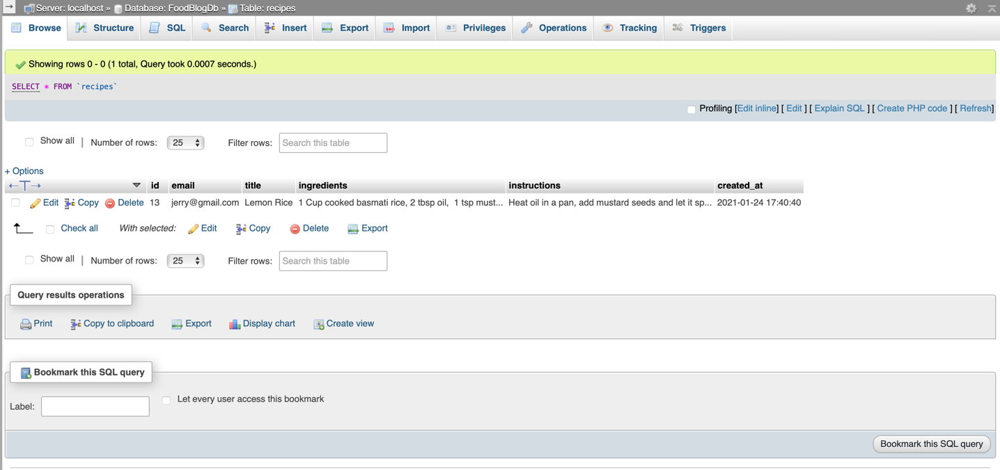 Server: localhost » Database: FoodBlogDb » Table: recipes
Browse Structure SQL Search Insert Export Import Privileges Operations Tracking Triggers
Showing rows 0 - 0 (1 total, Query took 0.0007 seconds.)
SELECT * FROM `recipes`
Profiling [Edit inline] [ Edit ] [ Explain SQL ] [ Create PHP code ] [ Refresh]
Show all | Number of rows: 25 Filter rows: Search this table
+ Options
id email title ingredients instructions created_at
Edit Copy Delete 13 jerry@gmail.com Lemon Rice 1 Cup cooked basmati rice, 2 tbsp oil, 1 tsp must... Heat oil in a pan, add mustard seeds and let it sp... 2021-01-24 17:40:40
Check all With selected: Edit Copy Delete Export
Show all | Number of rows: 25 Filter rows: Search this table
Query results operations
Print Copy to clipboard Export Display chart Create view
Bookmark this SQL query
Label: Let every user access this bookmark
Bookmark this SQL query